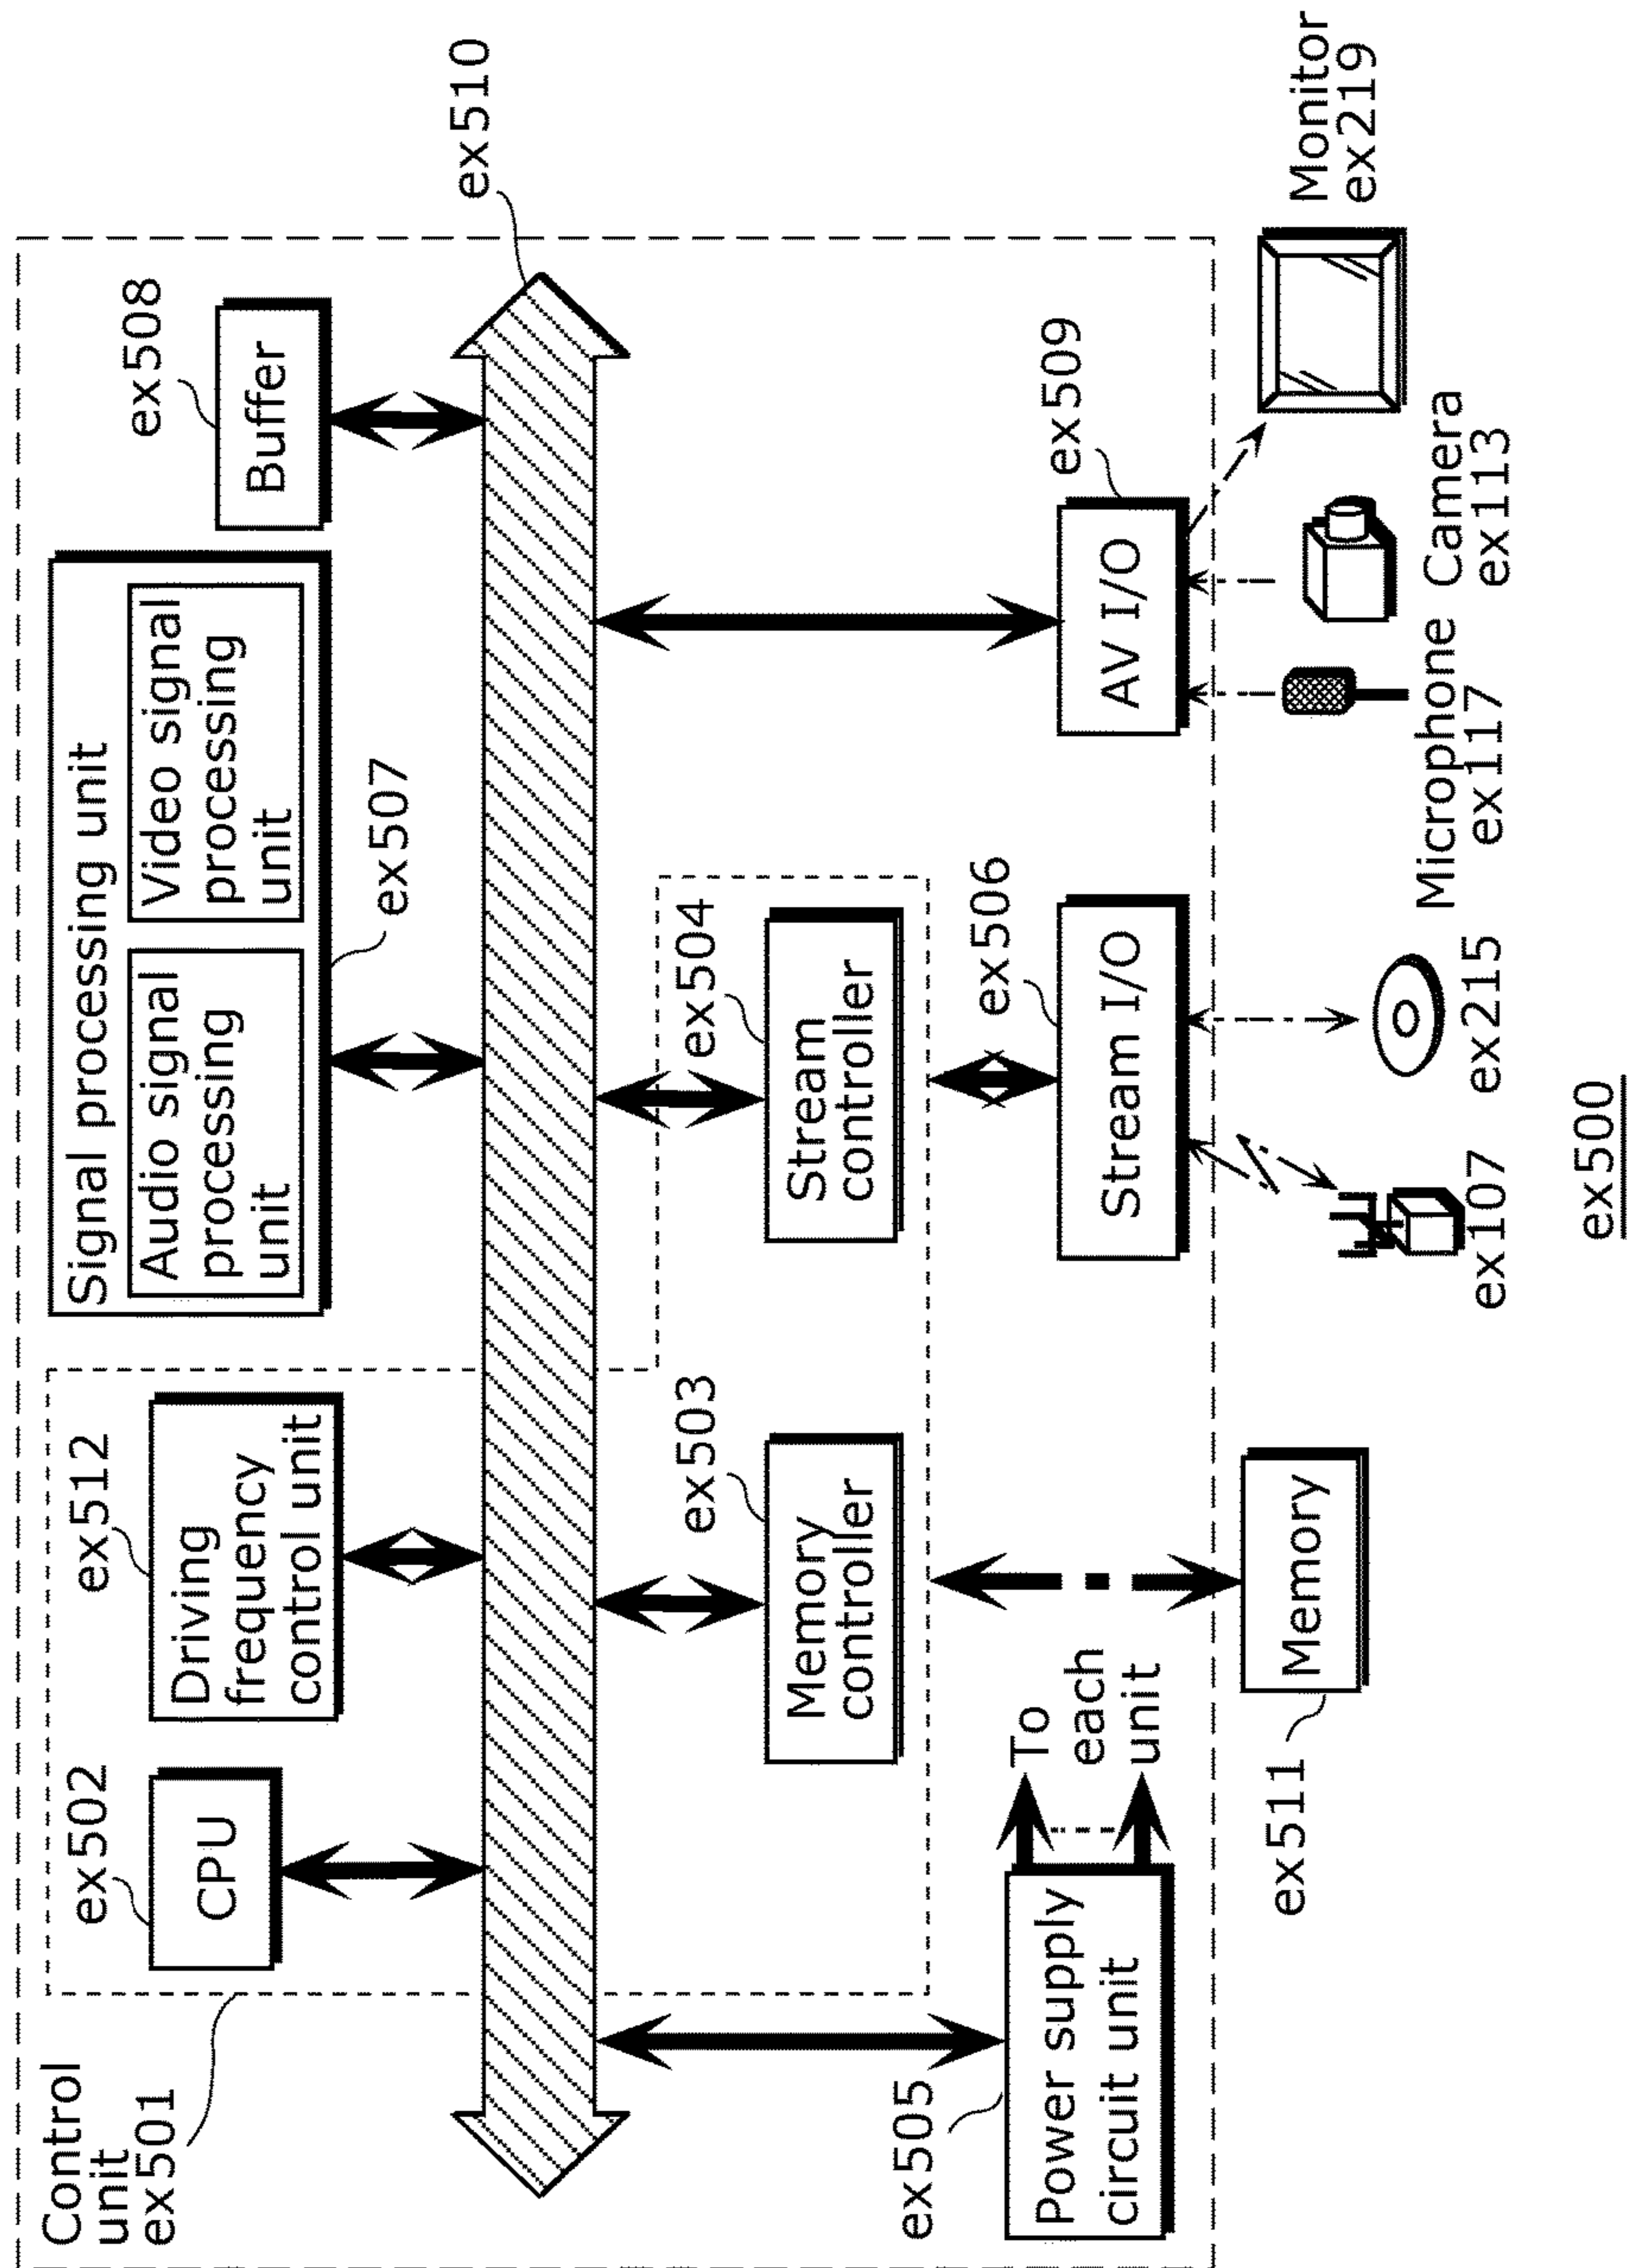 Control
unit
ex501
ex502
CPU
ex512
Driving
frequency
control unit
Signal processing unit
Audio signal
processing
unit
Video signal
processing
unit
ex507
ex508
Buffer
ex510
ex503
Memory
controller
ex504
Stream
controller
ex505
Power supply
circuit unit
To
each
unit
ex506
Stream I/O
ex509
AV I/O
ex511
Memory
ex107
ex215
Microphone
ex117
Camera
ex113
Monitor
ex219
ex500